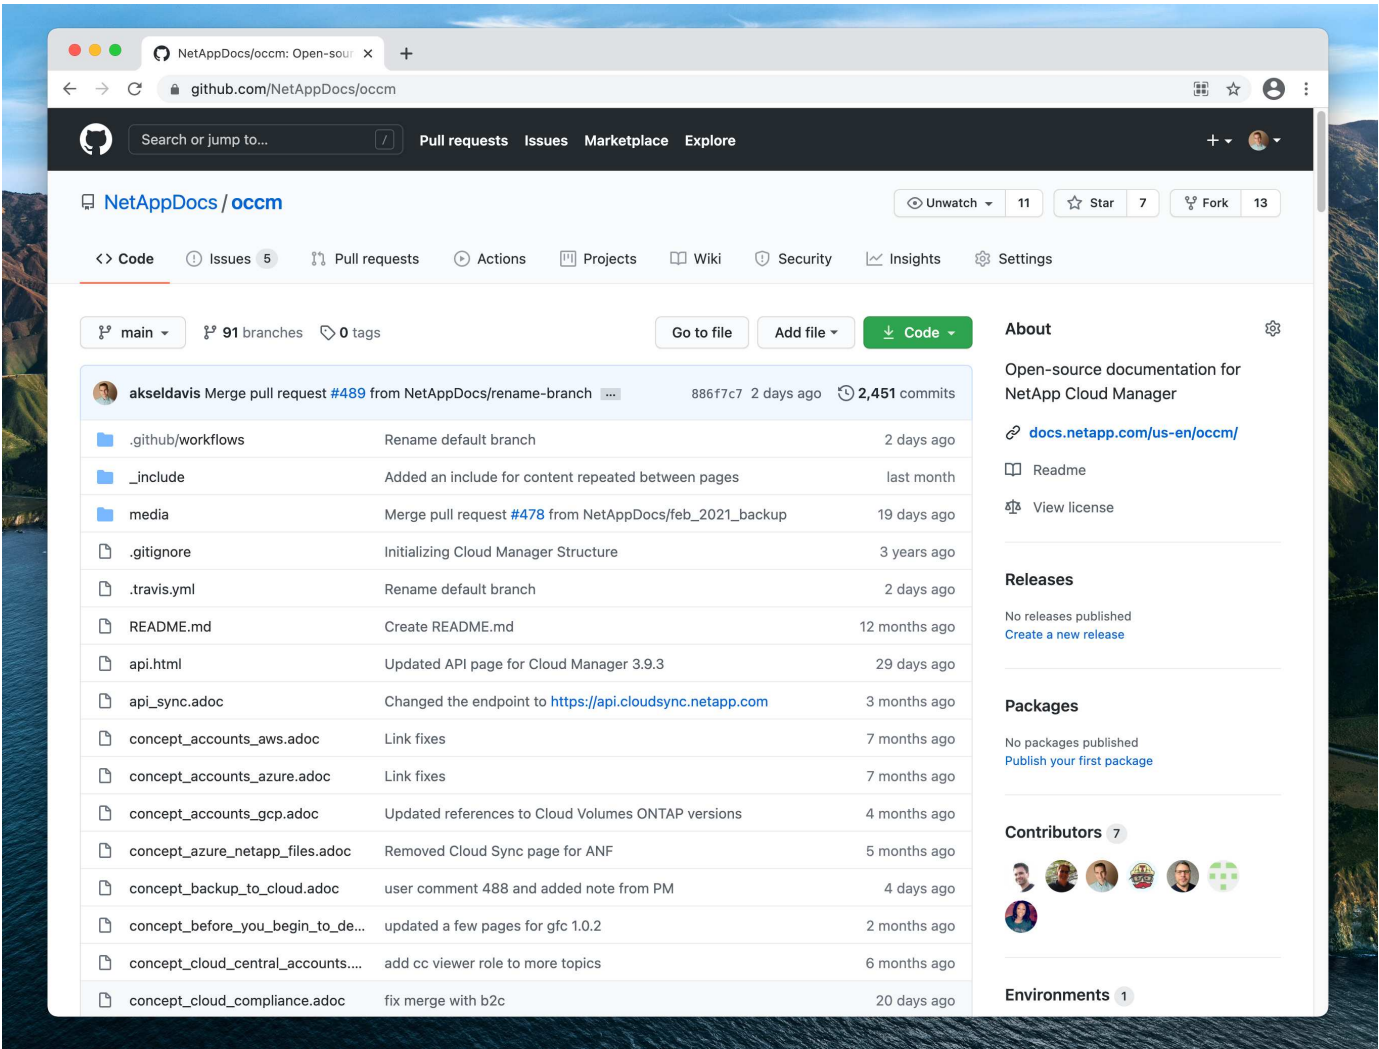 NetAppDocs/occm: Open-sour
github.com/NetAppDocs/occm
Search or jump to... / Pull requests Issues Marketplace Explore
NetAppDocs / occm Unwatch 11 Star 7 Fork 13
Code Issues 5 Pull requests Actions Projects Wiki Security Insights Settings
main 91 branches 0 tags Go to file Add file Code
akseldavis Merge pull request #489 from NetAppDocs/rename-branch ... 886f7c7 2 days ago 2,451 commits
.github/workflows Rename default branch 2 days ago
_include Added an include for content repeated between pages last month
media Merge pull request #478 from NetAppDocs/feb_2021_backup 19 days ago
.gitignore Initializing Cloud Manager Structure 3 years ago
.travis.yml Rename default branch 2 days ago
README.md Create README.md 12 months ago
api.html Updated API page for Cloud Manager 3.9.3 29 days ago
api_sync.adoc Changed the endpoint to https://api.cloudsync.netapp.com 3 months ago
concept_accounts_aws.adoc Link fixes 7 months ago
concept_accounts_azure.adoc Link fixes 7 months ago
concept_accounts_gcp.adoc Updated references to Cloud Volumes ONTAP versions 4 months ago
concept_azure_netapp_files.adoc Removed Cloud Sync page for ANF 5 months ago
concept_backup_to_cloud.adoc user comment 488 and added note from PM 4 days ago
concept_before_you_begin_to_de... updated a few pages for gfc 1.0.2 2 months ago
concept_cloud_central_accounts.... add cc viewer role to more topics 6 months ago
concept_cloud_compliance.adoc fix merge with b2c 20 days ago
About
Open-source documentation for
NetApp Cloud Manager
docs.netapp.com/us-en/occm/
Readme
View license
Releases
No releases published
Create a new release
Packages
No packages published
Publish your first package
Contributors 7
Environments 1